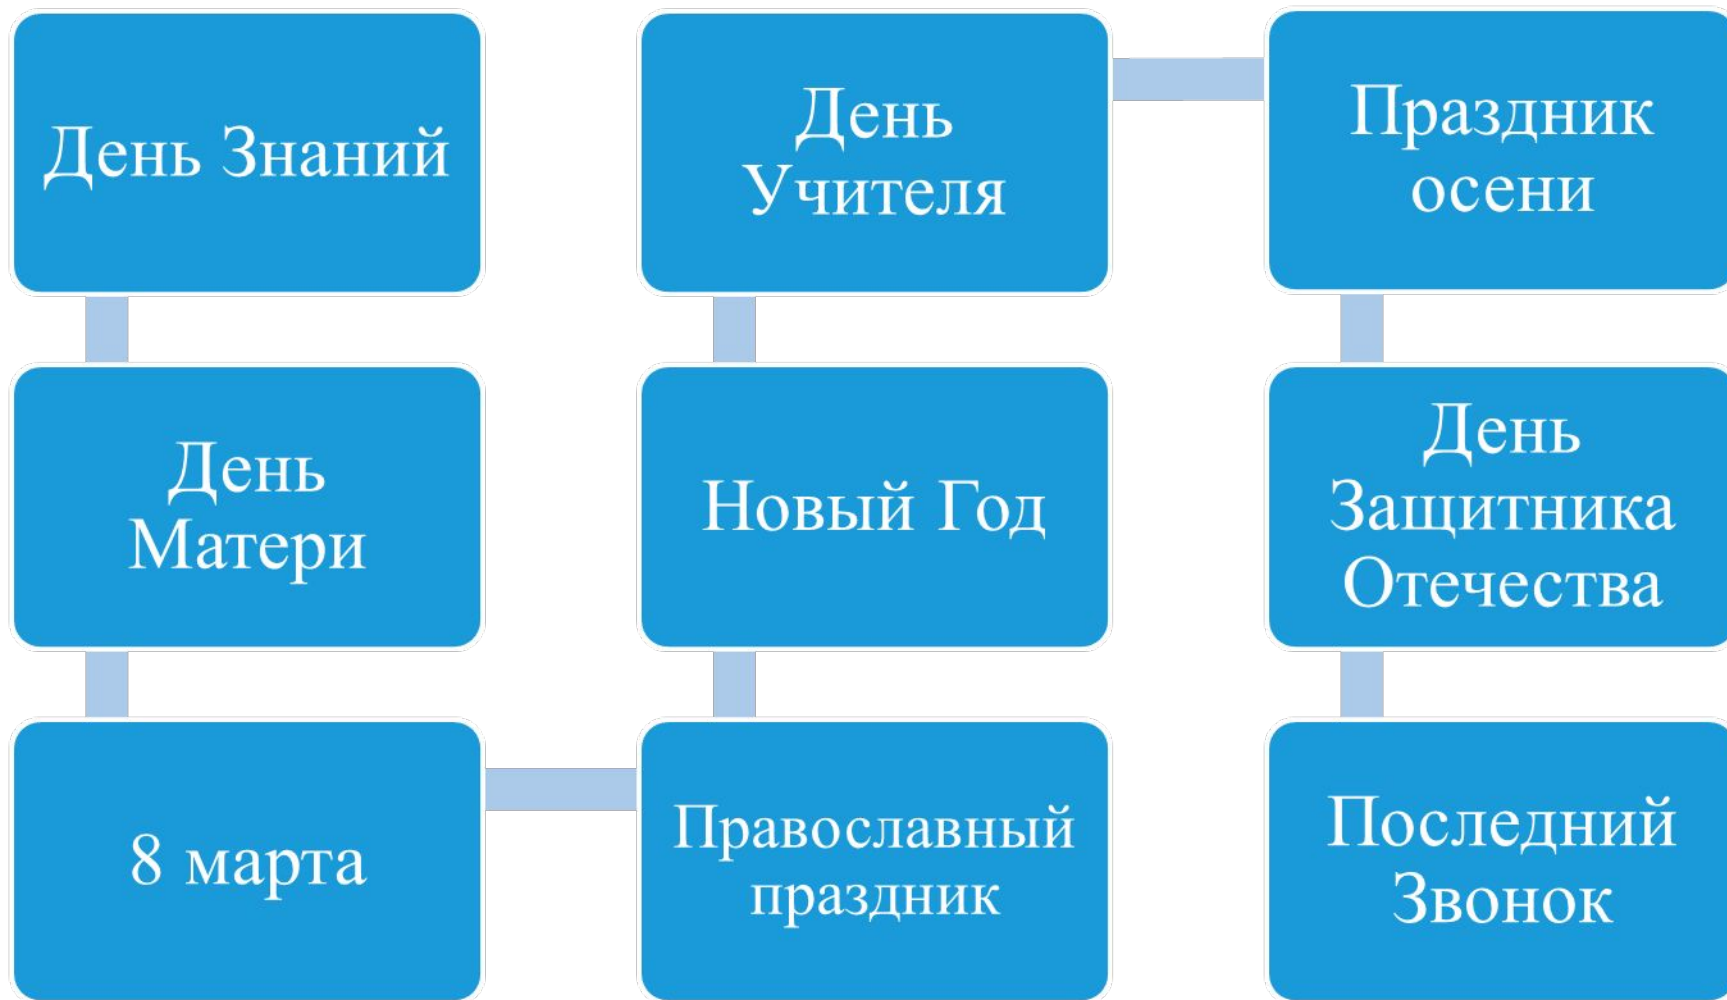 День Знаний
День
Учителя
Праздник
осени
День
Матери
Новый Год
День
Защитника
Отечества
8 марта
Православный
праздник
Последний
Звонок